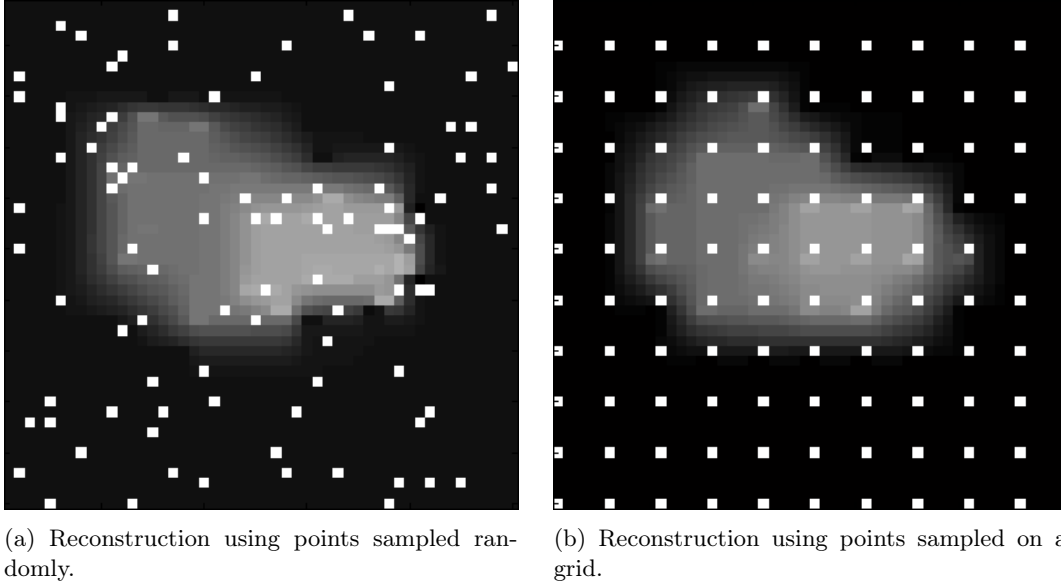 (a) Reconstruction using points sampled ran-
domly.
(b) Reconstruction using points sampled on a
grid.